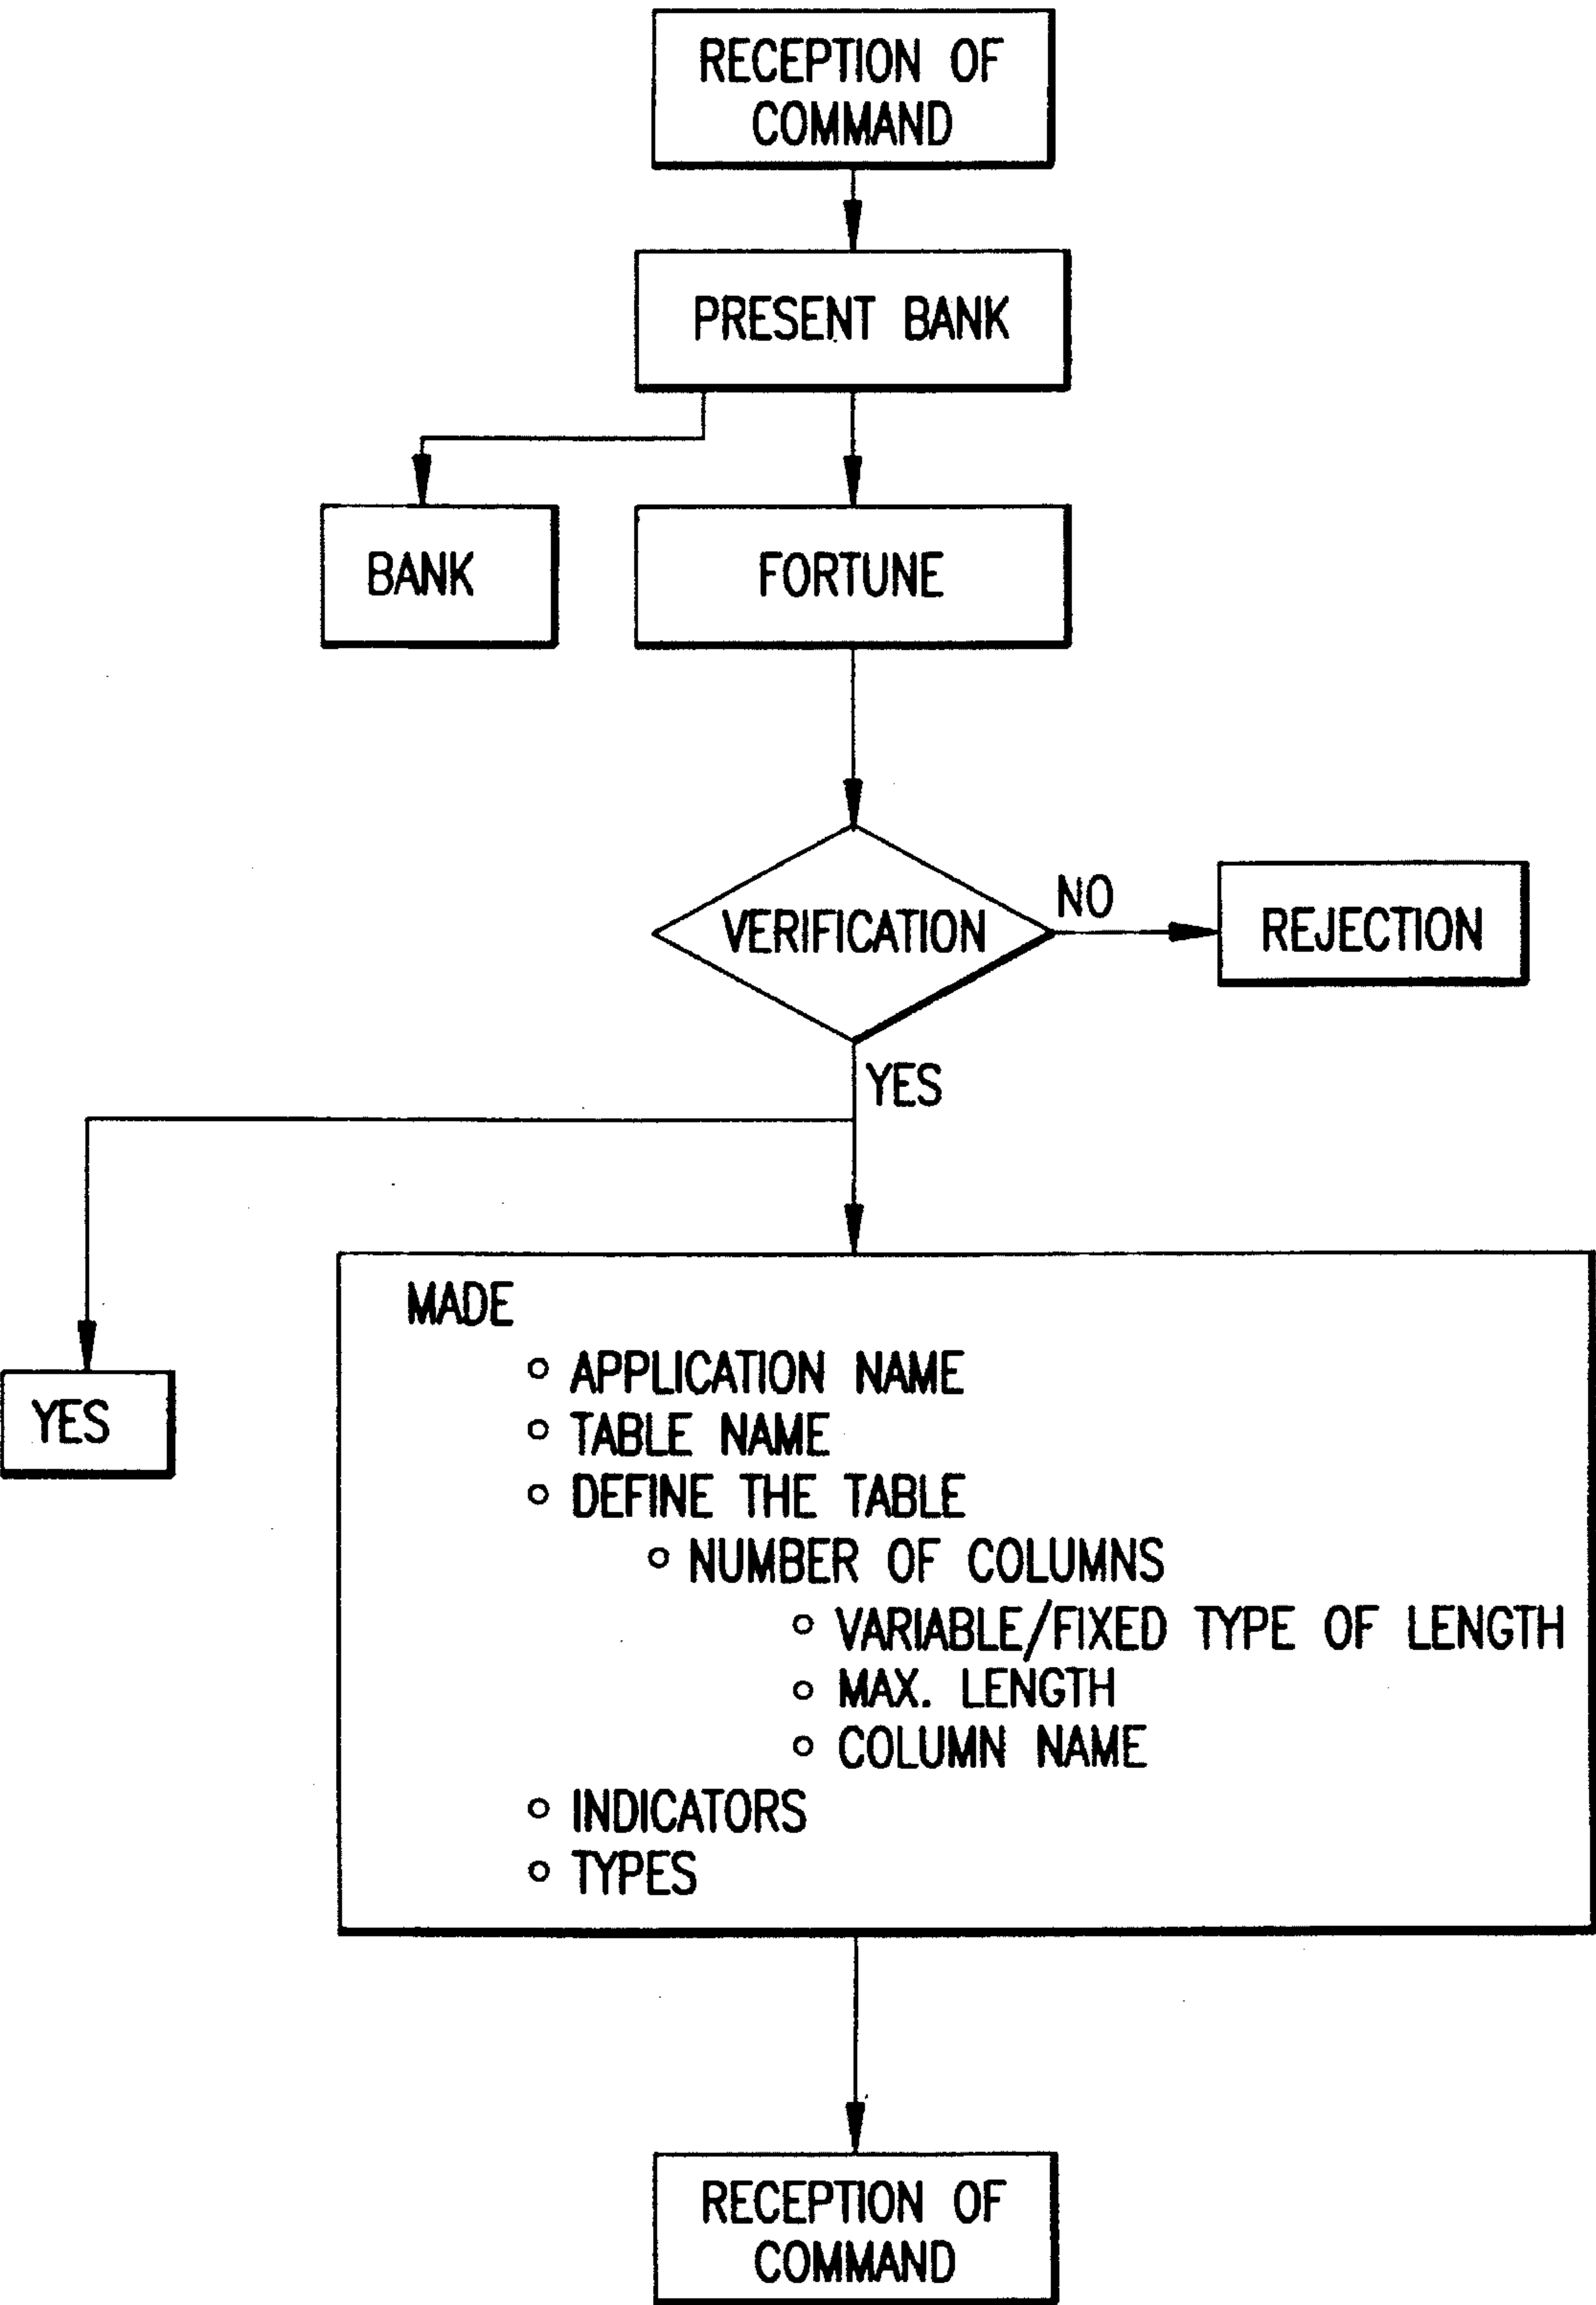 RECEPTION OF
COMMAND
PRESENT BANK
BANK
FORTUNE
VERIFICATION
NO
REJECTION
YES
YES
MADE
○ APPLICATION NAME
○ TABLE NAME
○ DEFINE THE TABLE
○ NUMBER OF COLUMNS
○ VARIABLE/FIXED TYPE OF LENGTH
○ MAX. LENGTH
○ COLUMN NAME
○ INDICATORS
○ TYPES
RECEPTION OF
COMMAND